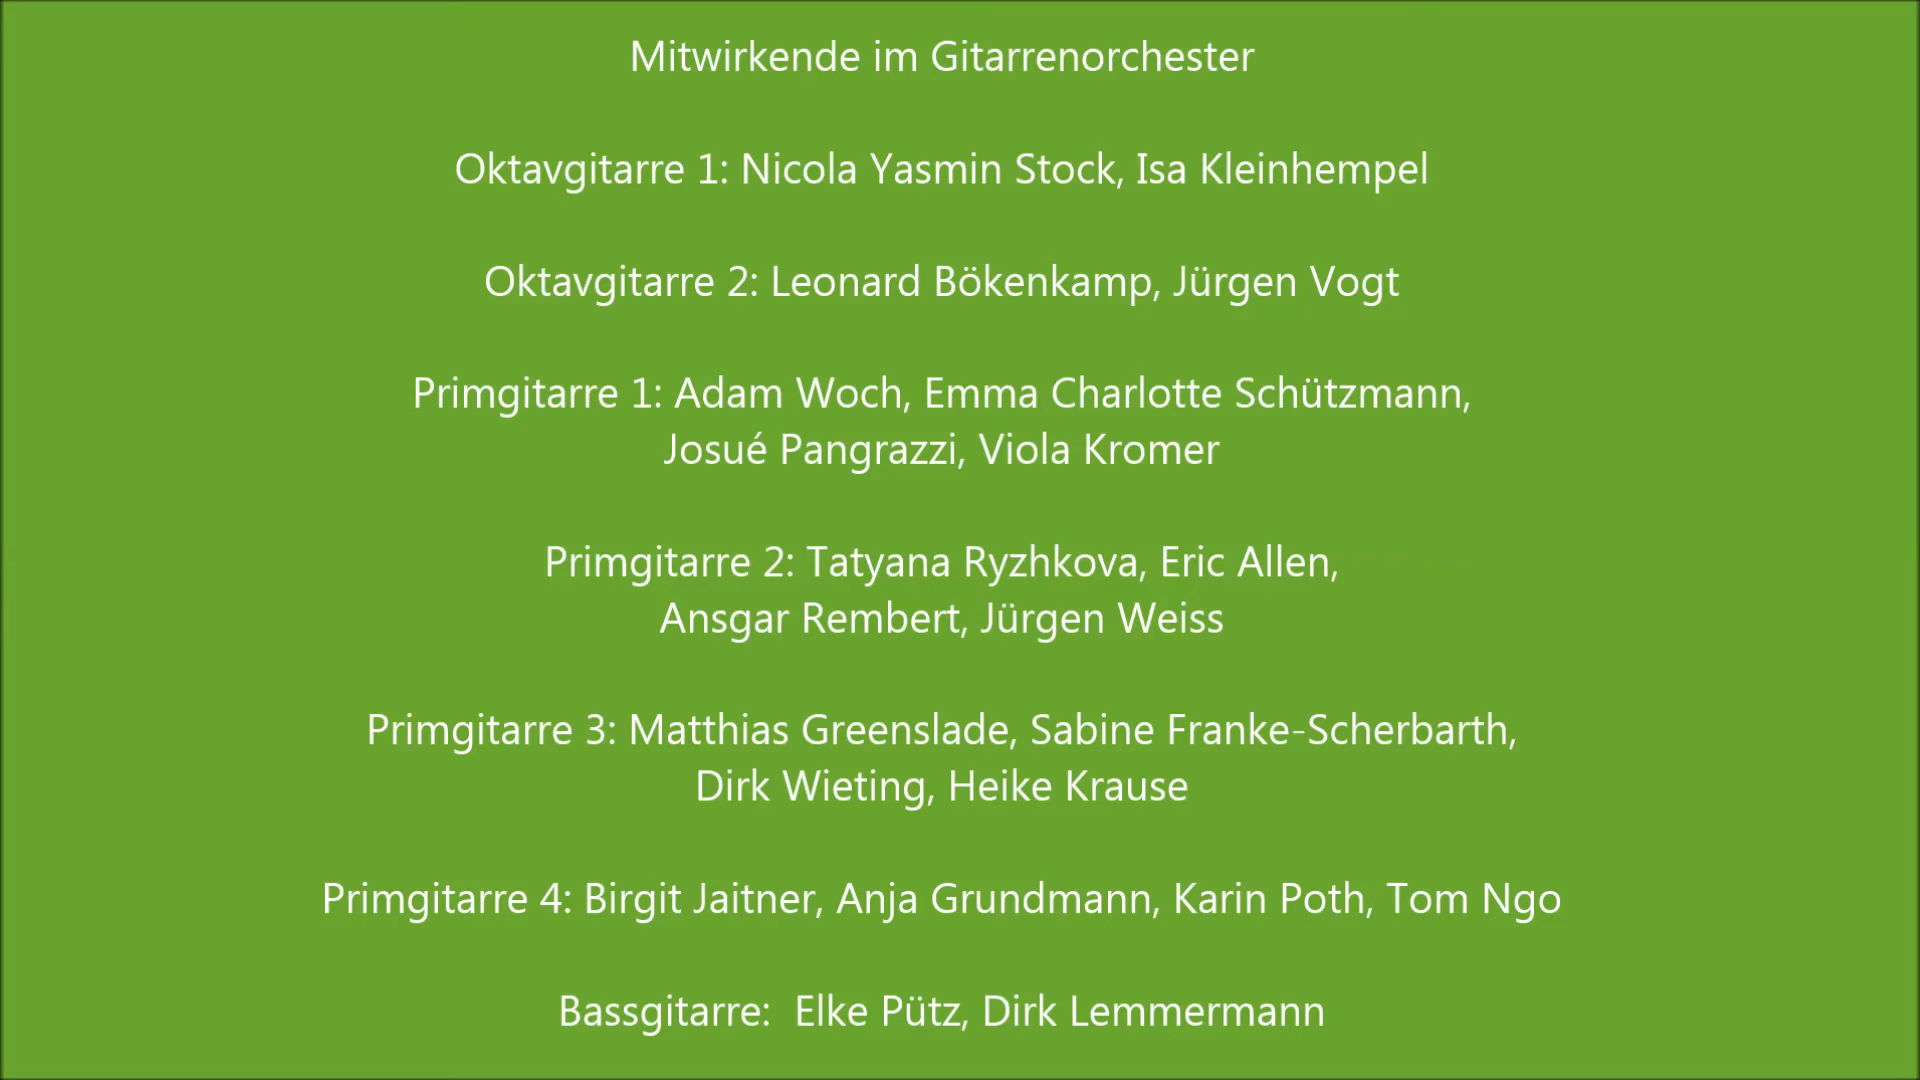 Mitwirkende im Gitarrenorchester
Oktavgitarre 1: Nicola Yasmin Stock, Isa Kleinhempel
Oktavgitarre 2: Leonard Bökenkamp, Jürgen Vogt
Primgitarre 1: Adam Woch, Emma Charlotte Schützmann,
Josué Pangrazzi, Viola Kromer
Primgitarre 2: Tatyana Ryzhkova, Eric Allen,
Ansgar Rembert, Jürgen Weiss
Primgitarre 3: Matthias Greenslade, Sabine Franke-Scherbarth,
Dirk Wieting, Heike Krause
Primgitarre 4: Birgit Jaitner, Anja Grundmann, Karin Poth, Tom Ngo
Bassgitarre:  Elke Pütz, Dirk Lemmermann